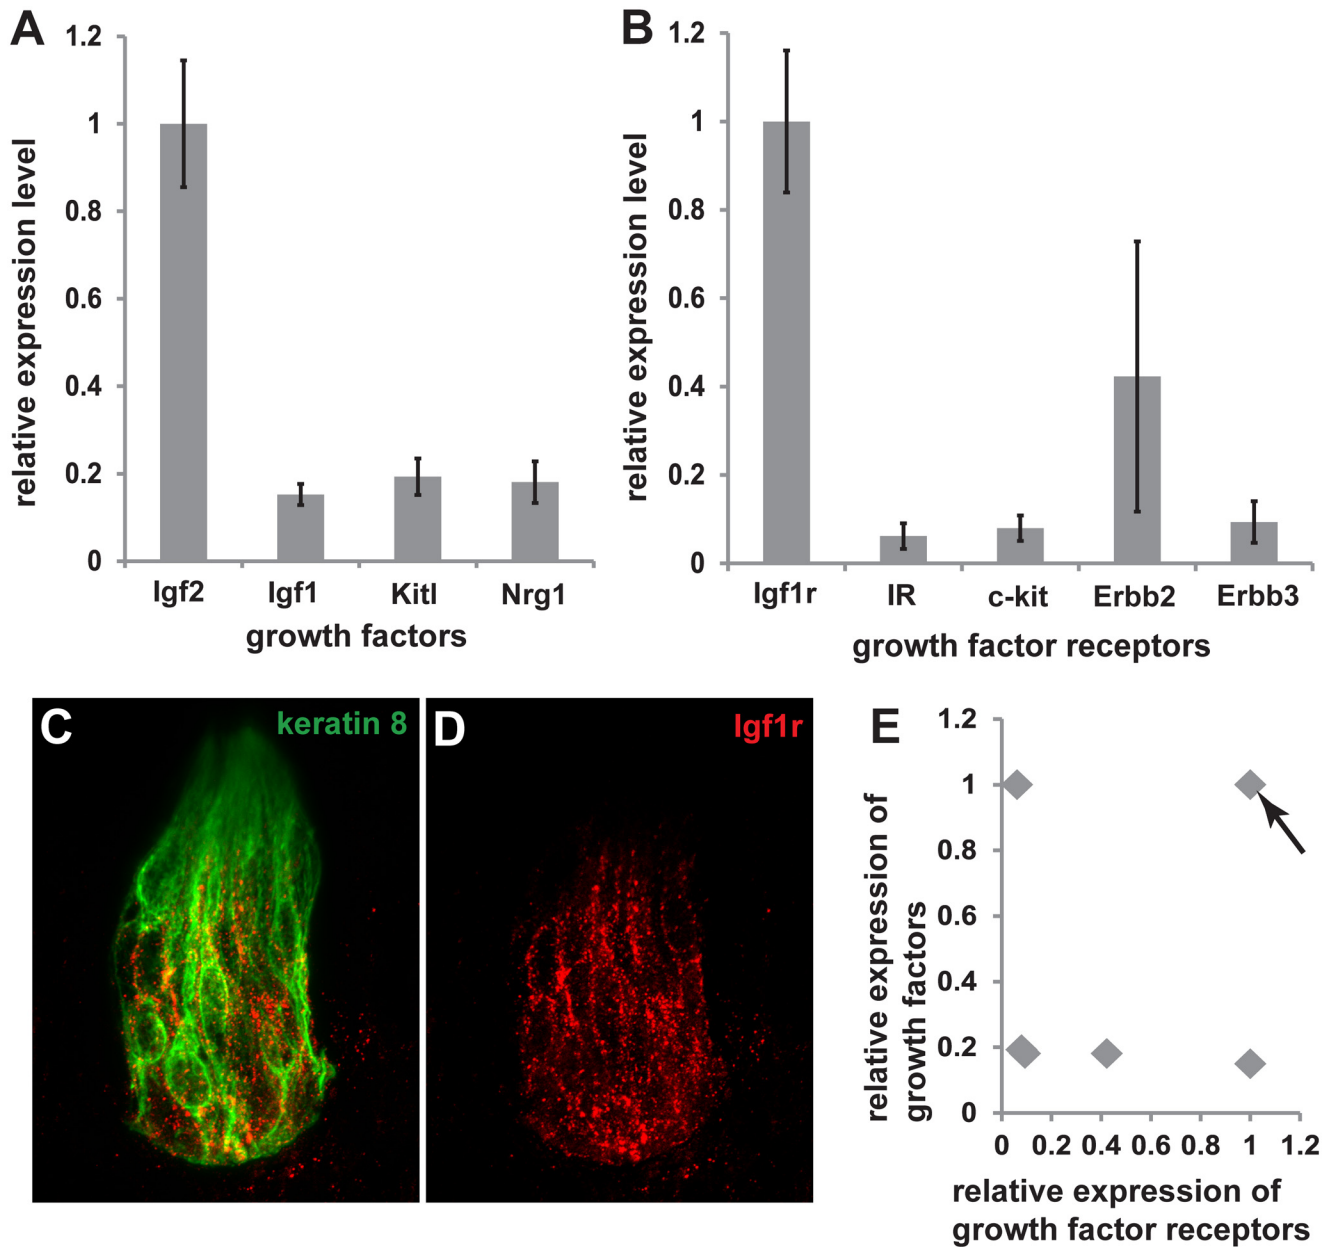 A
1.2
1
0.8
0.6
0.4
0.2
0
relative expression level
Igf2 Igf1 Kitl Nrg1
growth factors
B
1.2
1
0.8
0.6
0.4
0.2
0
relative expression level
Igf1r IR c-kit Erbb2 Erbb3
growth factor receptors
C keratin 8
D Igf1r
E
1.2
1
0.8
0.6
0.4
0.2
0
relative expression of
growth factors
0 0.2 0.4 0.6 0.8 1 1.2
relative expression of
growth factor receptors